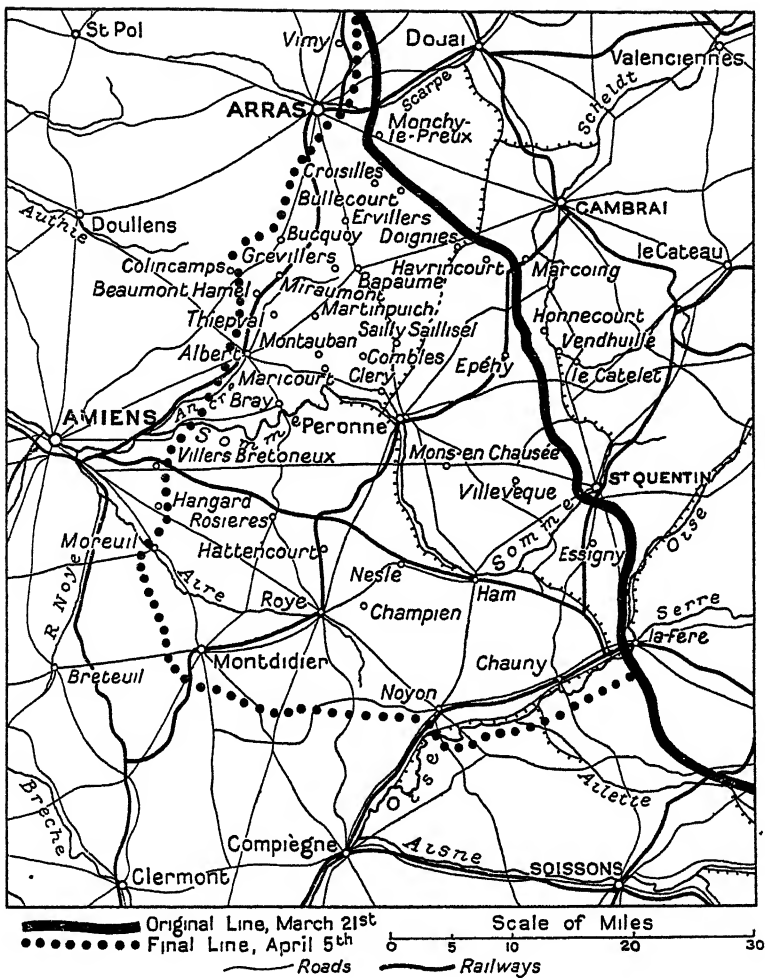 St Pol
Vimy
Douai
Valenciennes
ARRAS
Scarpe
Scheldt
Monchy-
le-Preux
Croisilles
Bullecourt
CAMBRAI
Authie
Doullens
Ervillers
Bucquoy
Doignies
le Cateau
Colincamps
Grevillers
Havrincourt
Marcoing
Beaumont Hamel
Miraumont
Bapaume
Thiepval
Martinpuich
Honnecourt
Sailly Saillisel
Vendhuille
Albert
Montauban
Combles
Epéhy
le Catelet
Maricourt
Clery
Ancre
Bray
AMIENS
Somme
Peronne
Villers Bretoneux
Mons-en Chausée
St QUENTIN
Villevèque
Hangard
Rosieres
Somme
Oise
Moreuil
Hattencourt
Essigny
R Noye
Avre
Nesle
Ham
Roye
Champien
Serre
la Fère
Breteuil
Montdidier
Chauny
Noyon
Oise
Ailette
Brèche
Compiègne
Aisne
Clermont
SOISSONS
Original Line, March 21st
Scale of Miles
Final Line, April 5th
0 5 10 20 30
Roads Railways